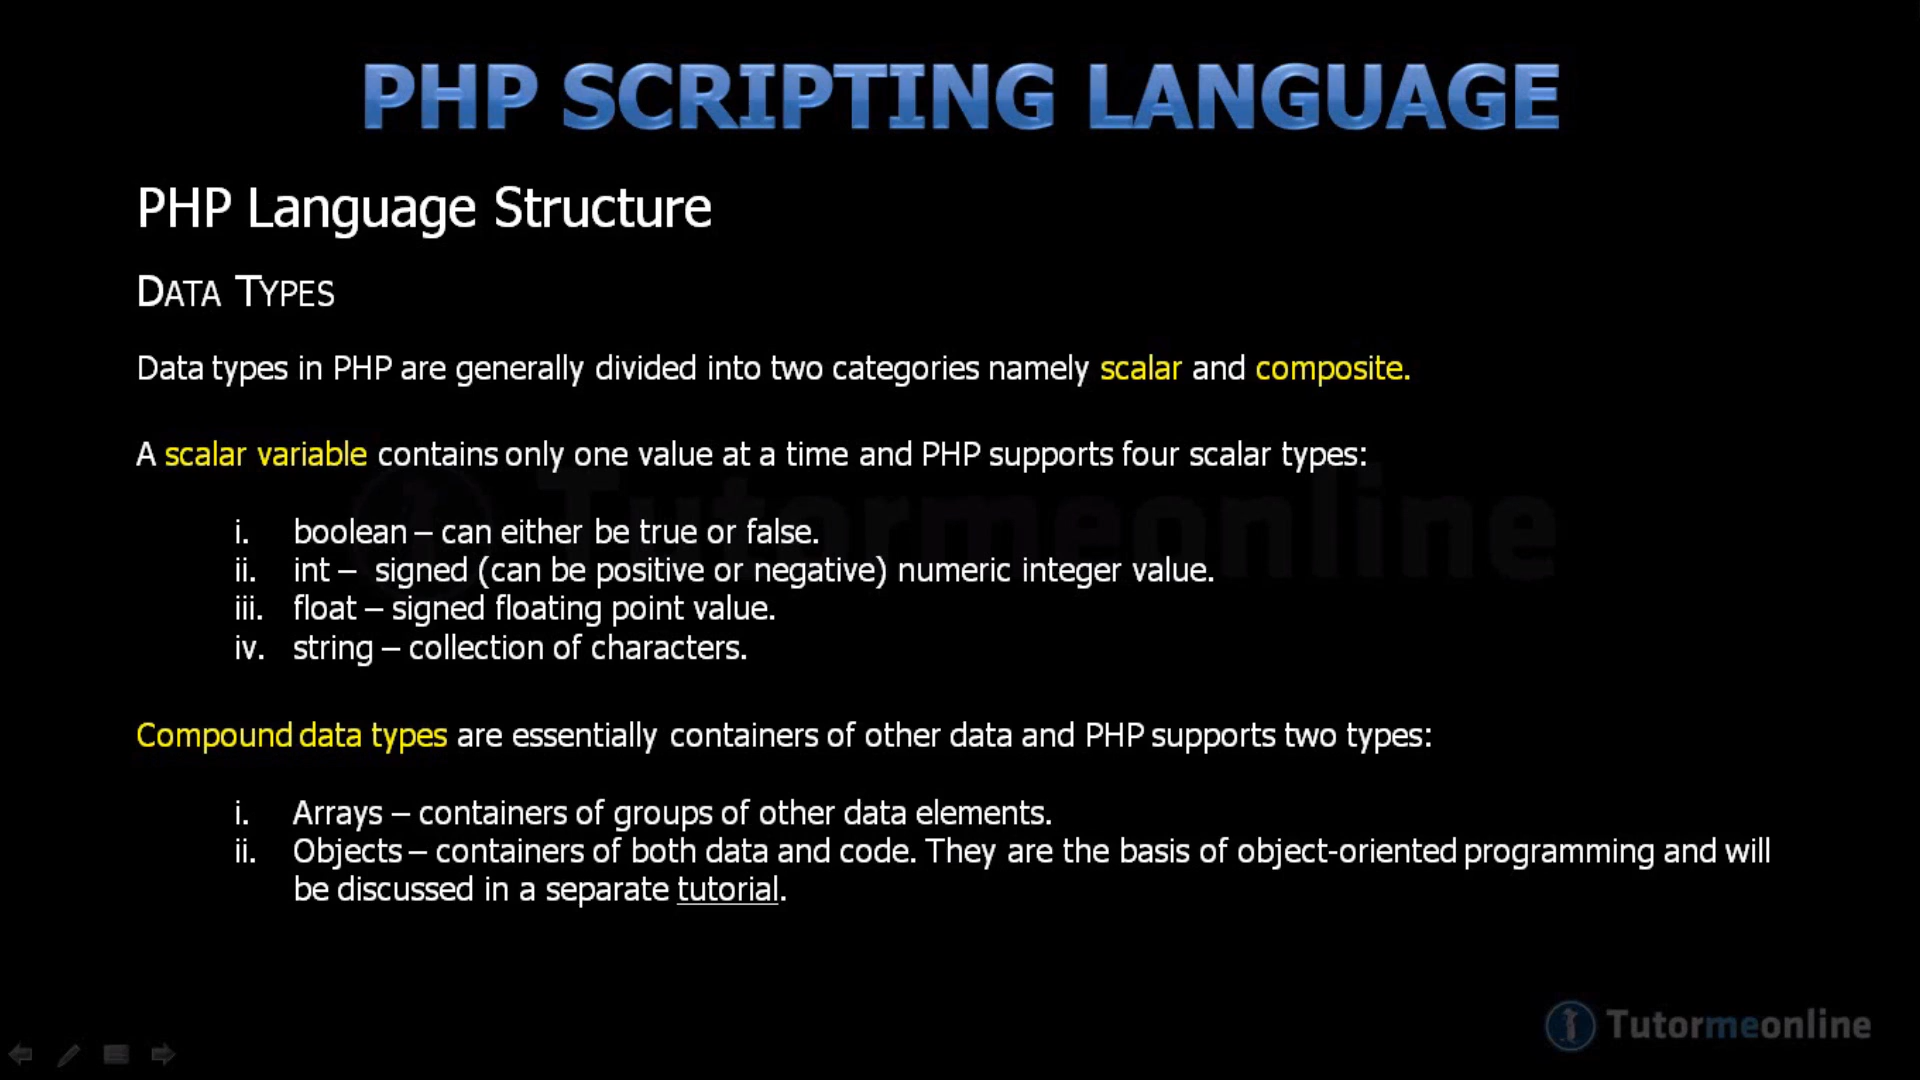 PHP SCRIPTING LANGUAGE
PHP Language Structure
DATA TYPES
Data types in PHP are generally divided into two categories namely scalar and composite.
A scalar variable contains only one value at a time and PHP supports four scalar types:
i. boolean – can either be true or false.
ii. int – signed (can be positive or negative) numeric integer value.
iii. float – signed floating point value.
iv. string – collection of characters.
Tutormeonline
Compound data types are essentially containers of other data and PHP supports two types:
i. Arrays – containers of groups of other data elements.
ii. Objects – containers of both data and code. They are the basis of object-oriented programming and will
be discussed in a separate tutorial.
Tutormeonline